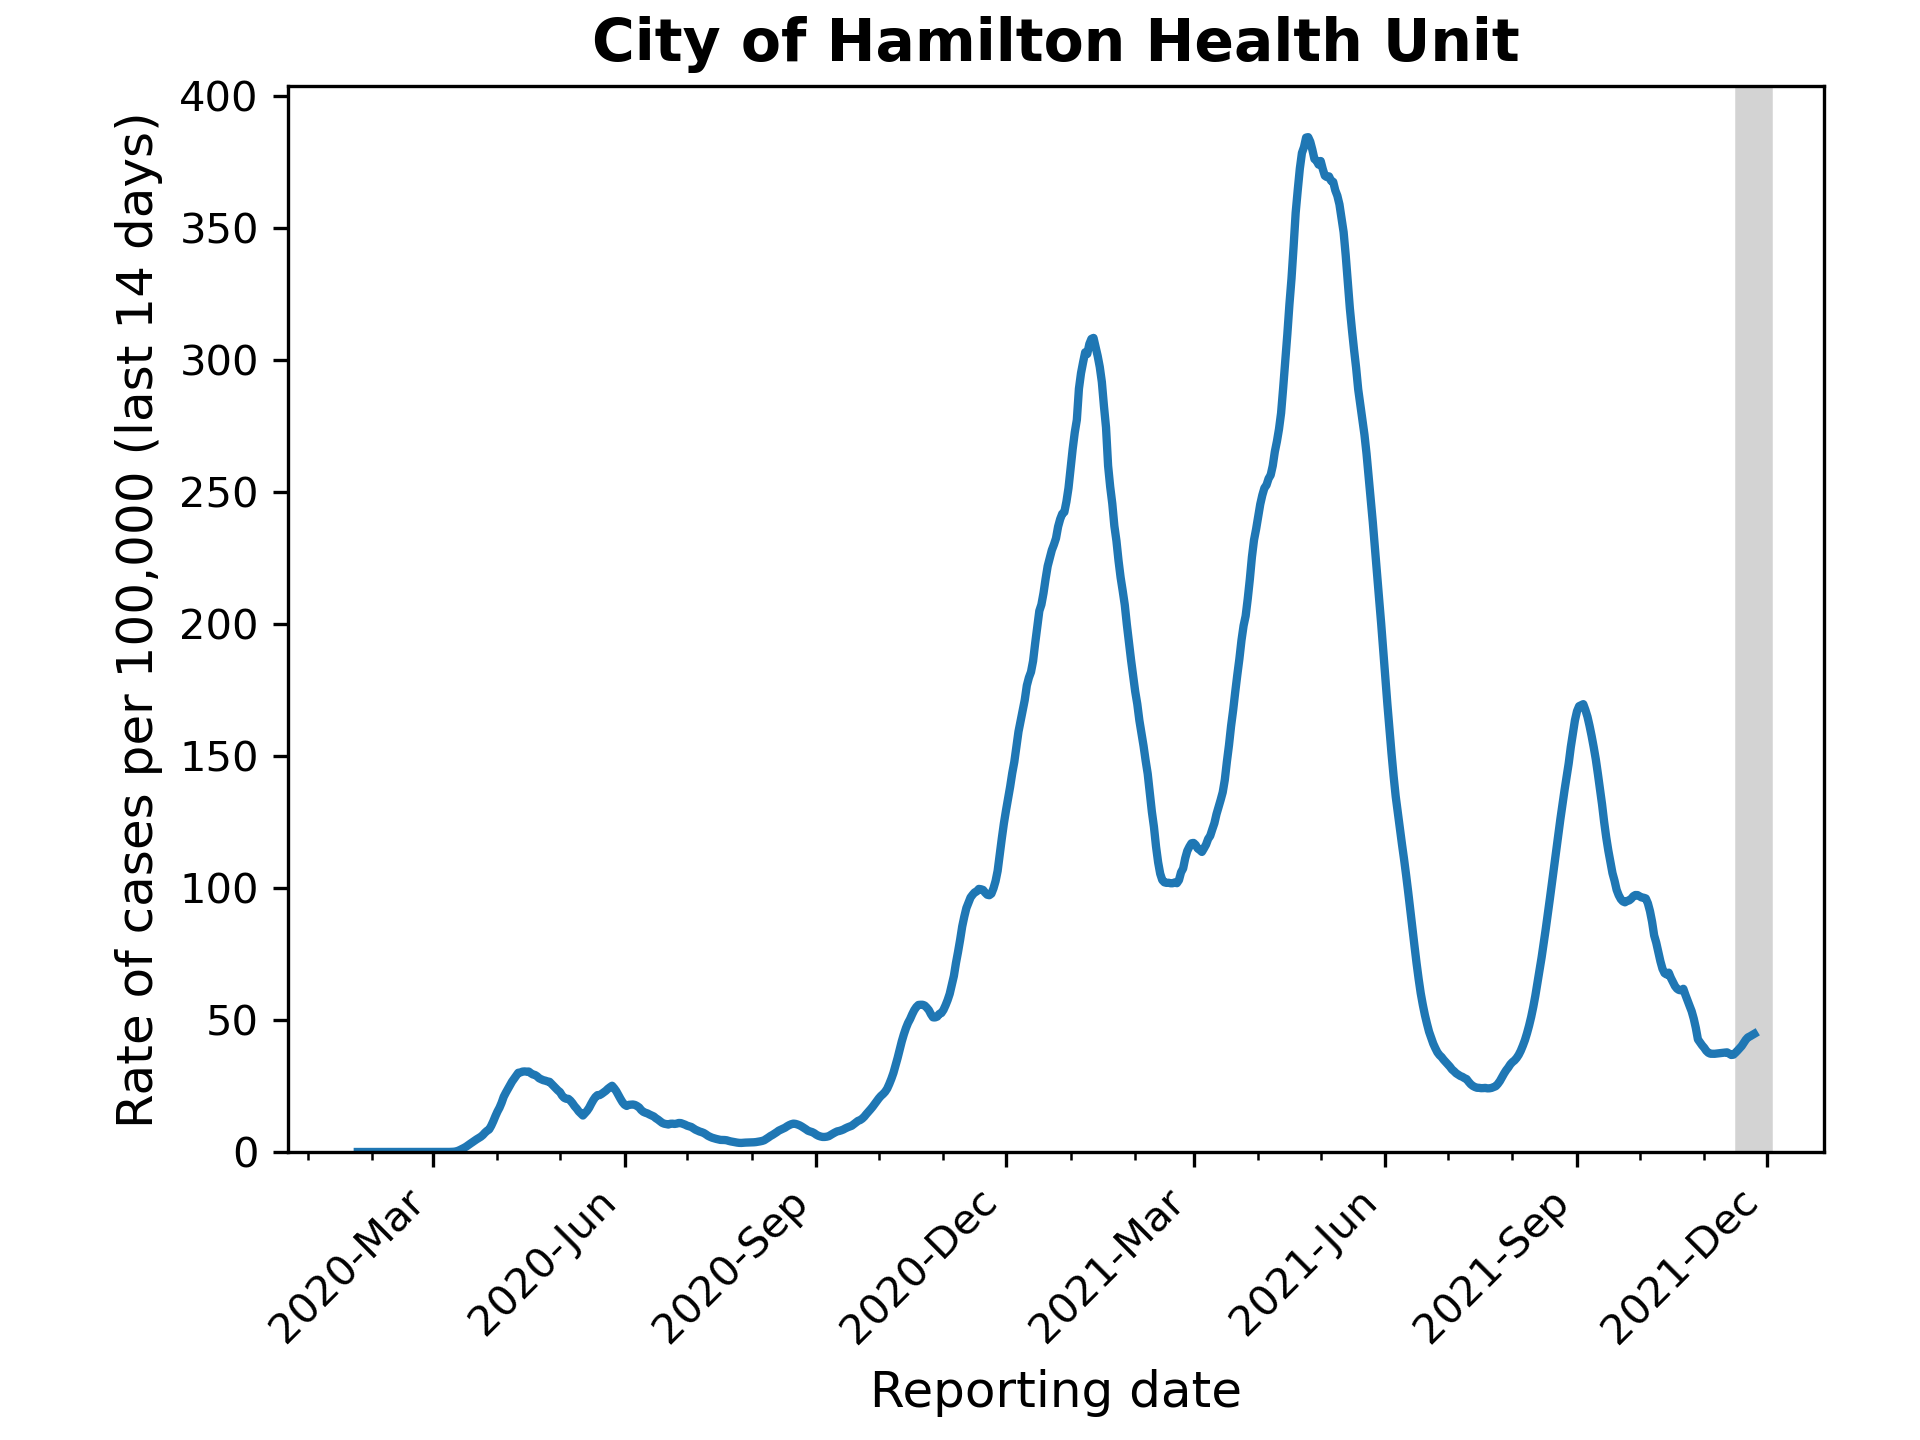 City of Hamilton Health Unit
Rate of cases per 100,000 (last 14 days)
400
350
300
250
200
150
100
50
0
2020-Mar
2020-Jun
2020-Sep
2020-Dec
2021-Mar
2021-Jun
2021-Sep
2021-Dec
Reporting date